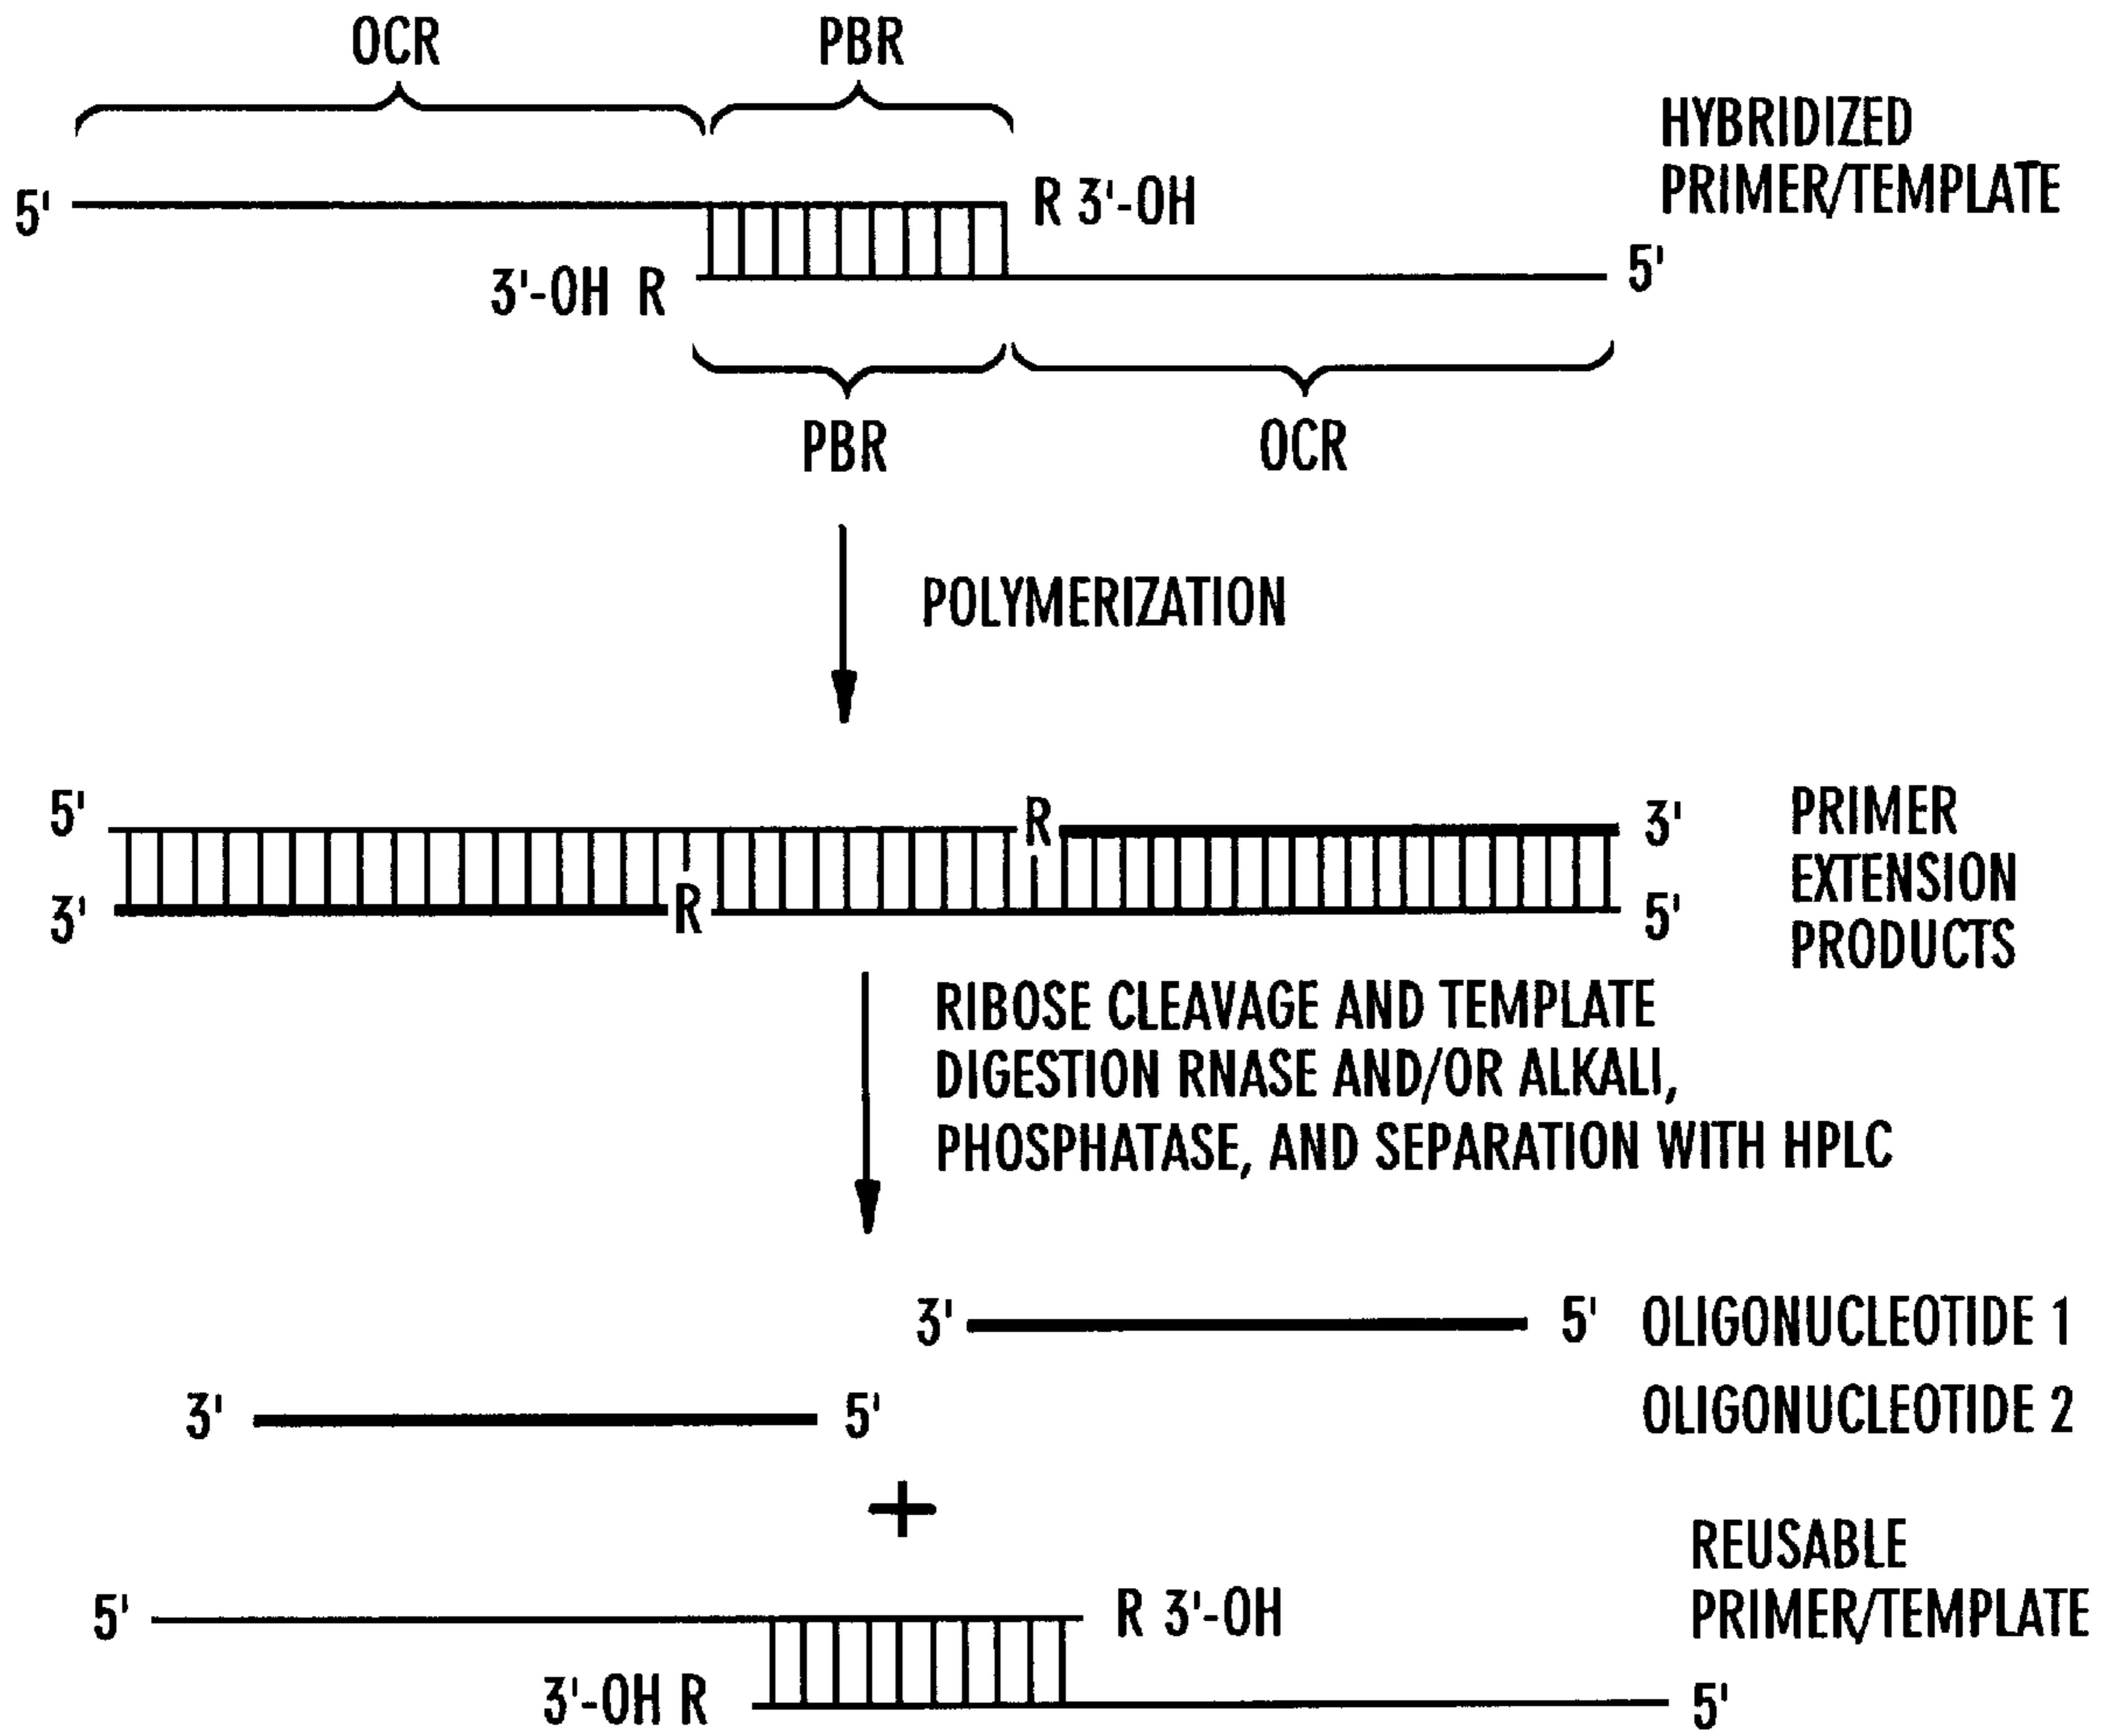 OCR PBR
HYBRIDIZED
PRIMER/TEMPLATE
5' R 3'-OH
3'-OH R 5'
PBR OCR
POLYMERIZATION
5' R 3'
3' R 5'
PRIMER
EXTENSION
PRODUCTS
RIBOSE CLEAVAGE AND TEMPLATE
DIGESTION RNASE AND/OR ALKALI,
PHOSPHATASE, AND SEPARATION WITH HPLC
3' 5' OLIGONUCLEOTIDE 1
3' 5' OLIGONUCLEOTIDE 2
+
REUSABLE
PRIMER/TEMPLATE
5' R 3'-OH
3'-OH R 5'